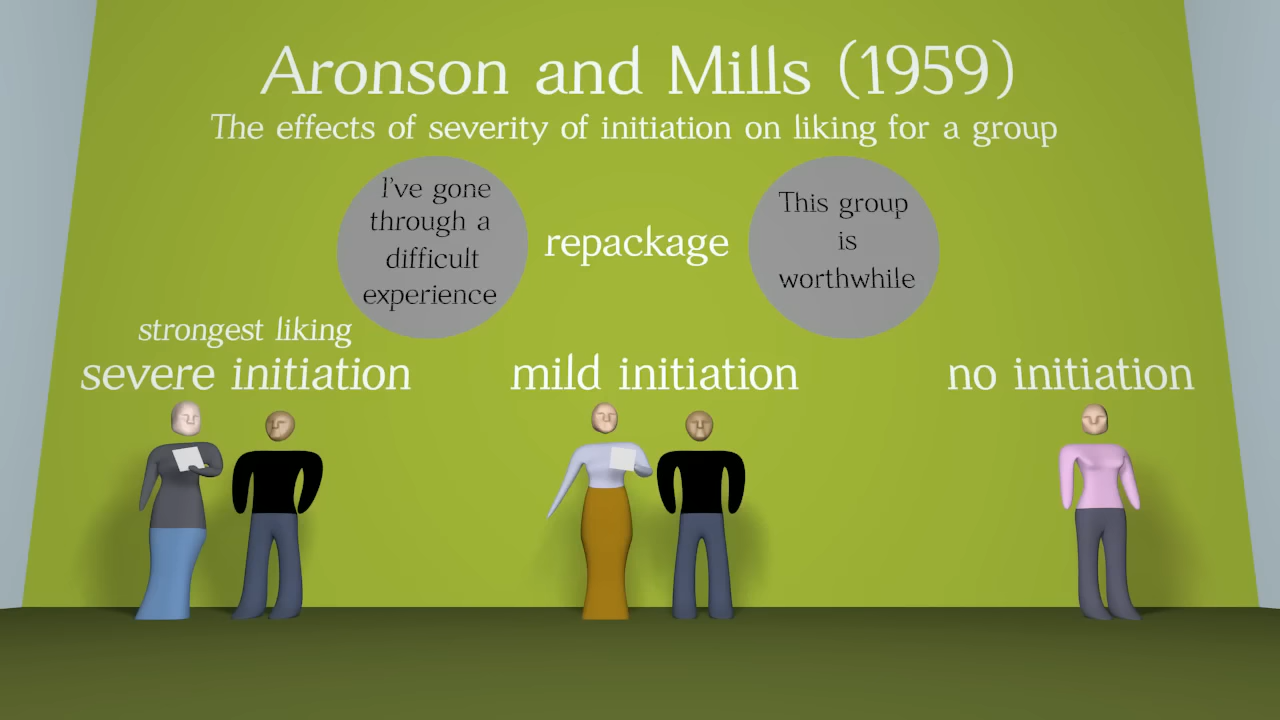 Aronson and Mills (1959)
The effects of severity of initiation on liking for a group
I've gone
through a
difficult
experience
repackage
This group
is
worthwhile
strongest liking
severe initiation
mild initiation
no initiation